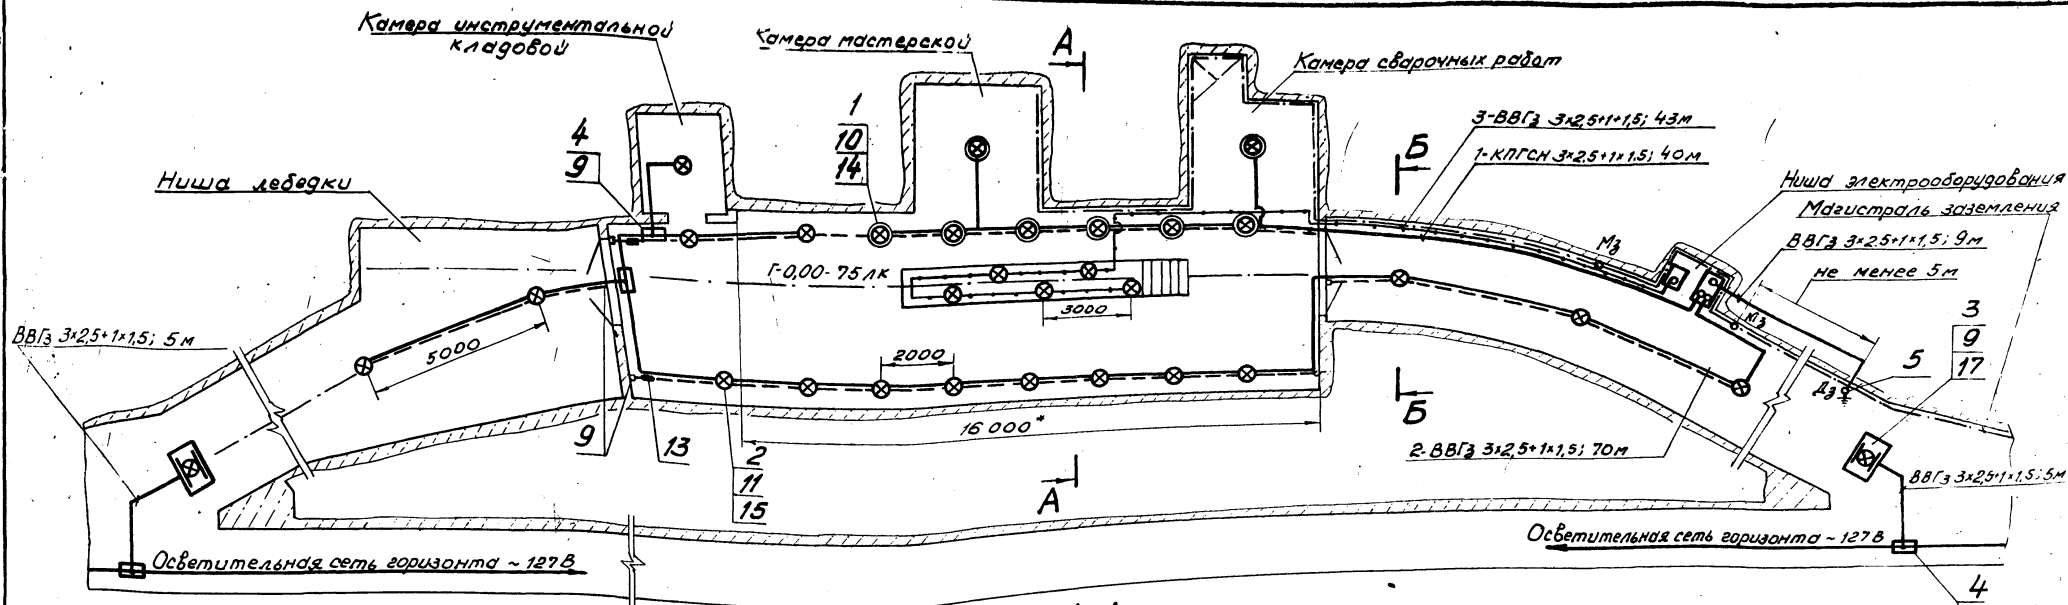 Камера инструментальной
кладовой
Камера мастерской
А
Камера сварочных работ
4
9
1
10
14
3-ВВГз 3×2,5+1×1,5; 43м
1-КПГСН 3×2.5+1×1.5; 40м
Б
Ниша лебедки
Ниша электрооборудования
Магистраль заземления
ВВГз 3×2.5+1×1,5; 9м
не менее 5м
Мз
Мз
Г-0,00-75лк
3000
2000
5000
ВВГз 3×2,5+1×1,5; 5м
3
9
17
5
Дз
Б
16 000*
9
13
2
11
15
2-ВВГз 3×2,5+1×1,5; 70м
А
ВВГз 3×2,5+1×1.5; 5м
Осветительная сеть горизонта ~ 127В
Осветительная сеть горизонта ~ 127В
4